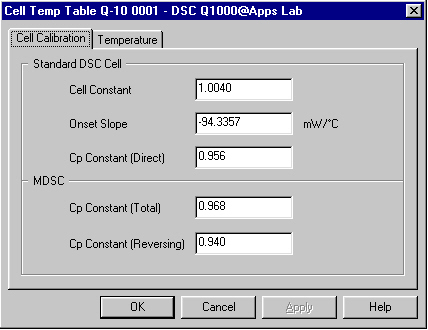 Cell Temp Table Q-10 0001 - DSC Q1000@Apps Lab
Cell Calibration Temperature
Standard DSC Cell
Cell Constant 1.0040
Onset Slope -94.3357 mW/°C
Cp Constant (Direct) 0.956
MDSC
Cp Constant (Total) 0.968
Cp Constant (Reversing) 0.940
OK Cancel Apply Help